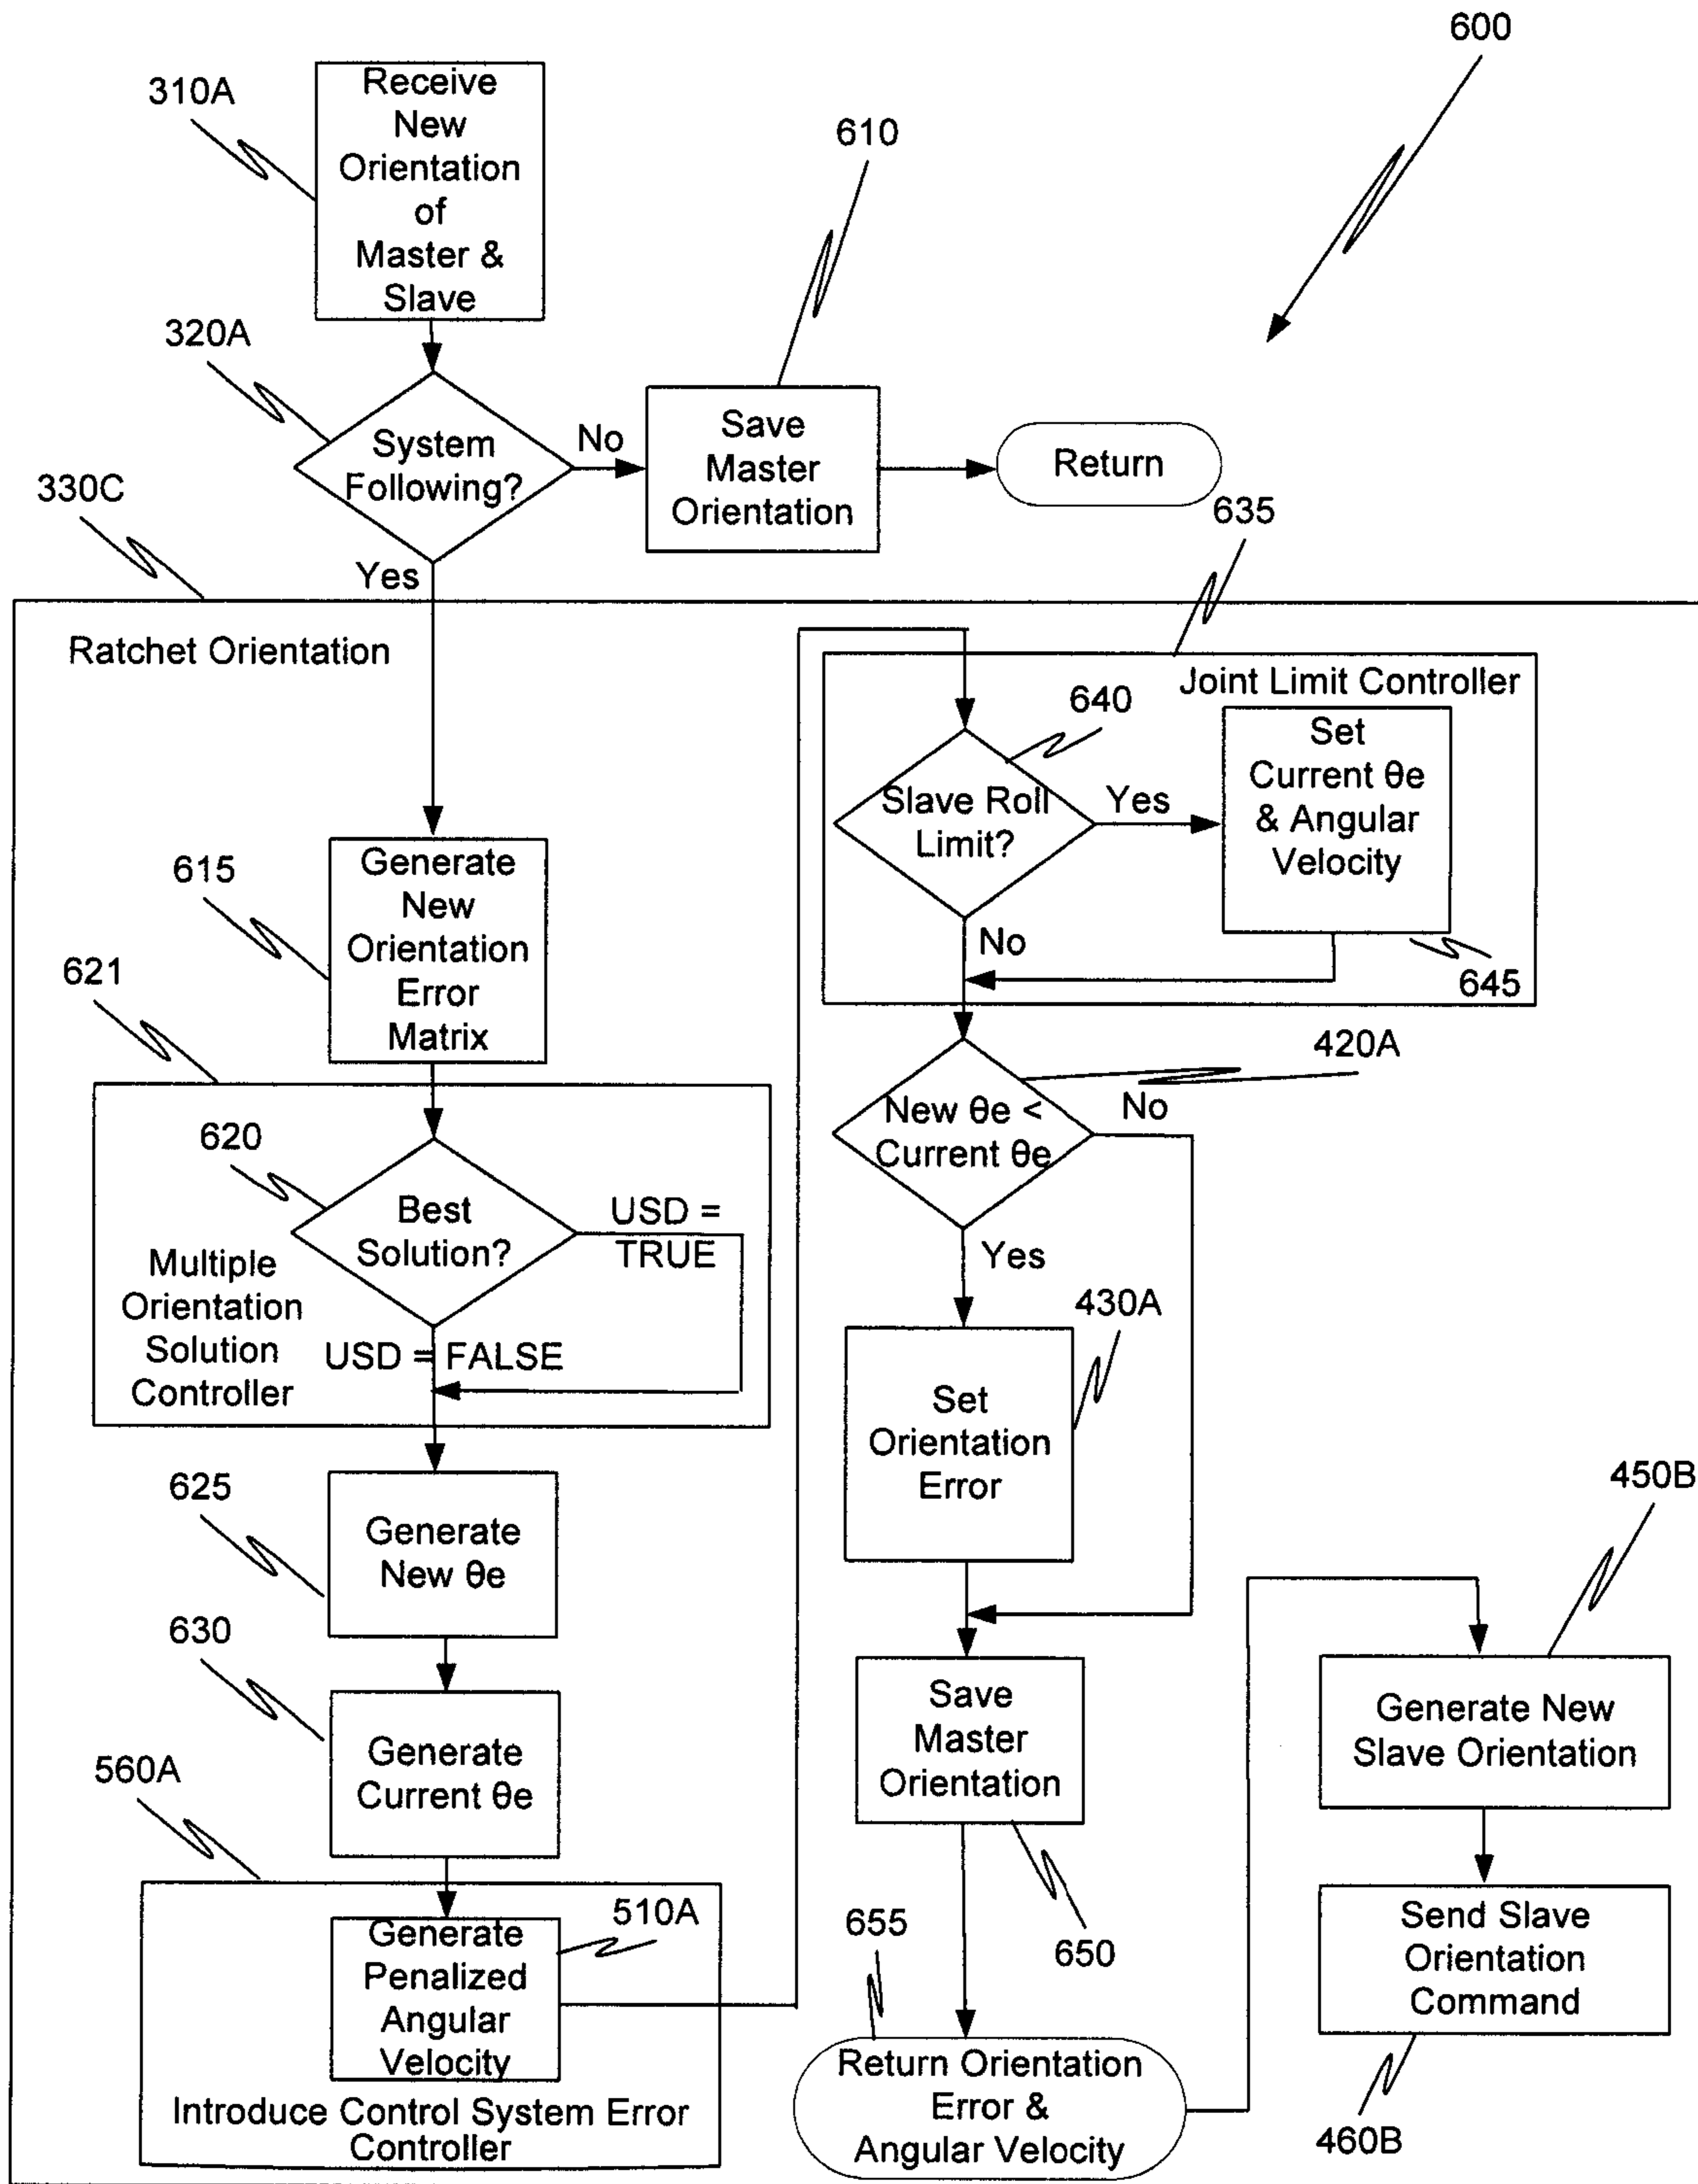 600
310A
Receive
New
Orientation
of
Master &
Slave
610
320A
System
Following?
No
Save
Master
Orientation
Return
330C
Yes
635
Ratchet Orientation
Joint Limit Controller
640
Slave Roll
Limit?
Yes
Set
Current θe
& Angular
Velocity
No
645
615
Generate
New
Orientation
Error
Matrix
621
620
Best
Solution?
USD =
TRUE
Multiple
Orientation
Solution
Controller
USD = FALSE
625
Generate
New θe
630
Generate
Current θe
560A
510A
Generate
Penalized
Angular
Velocity
Introduce Control System Error
Controller
420A
New θe <
Current θe
No
Yes
430A
Set
Orientation
Error
Save
Master
Orientation
650
655
Return Orientation
Error &
Angular Velocity
450B
Generate New
Slave Orientation
Send Slave
Orientation
Command
460B